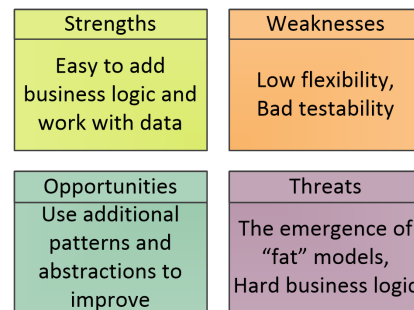 Strengths
Easy to add
business logic and
work with data
Weaknesses
Low flexibility,
Bad testability
Opportunities
Use additional
patterns and
abstractions to
improve
Threats
The emergence of
“fat” models,
Hard business logic